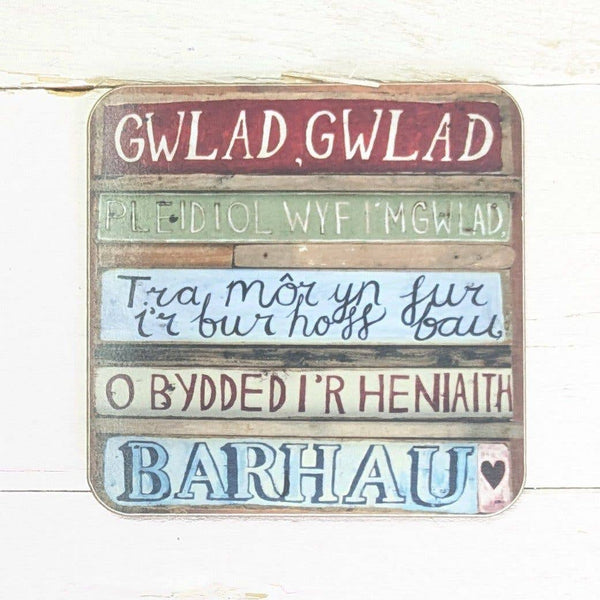 GWLAD, GWLAD
PLEIDIOL WYF I'M GWLAD,
Tra môr yn fur
i'r bur hoff bau
O BYDDED I'R HENIAITH
BARHAU